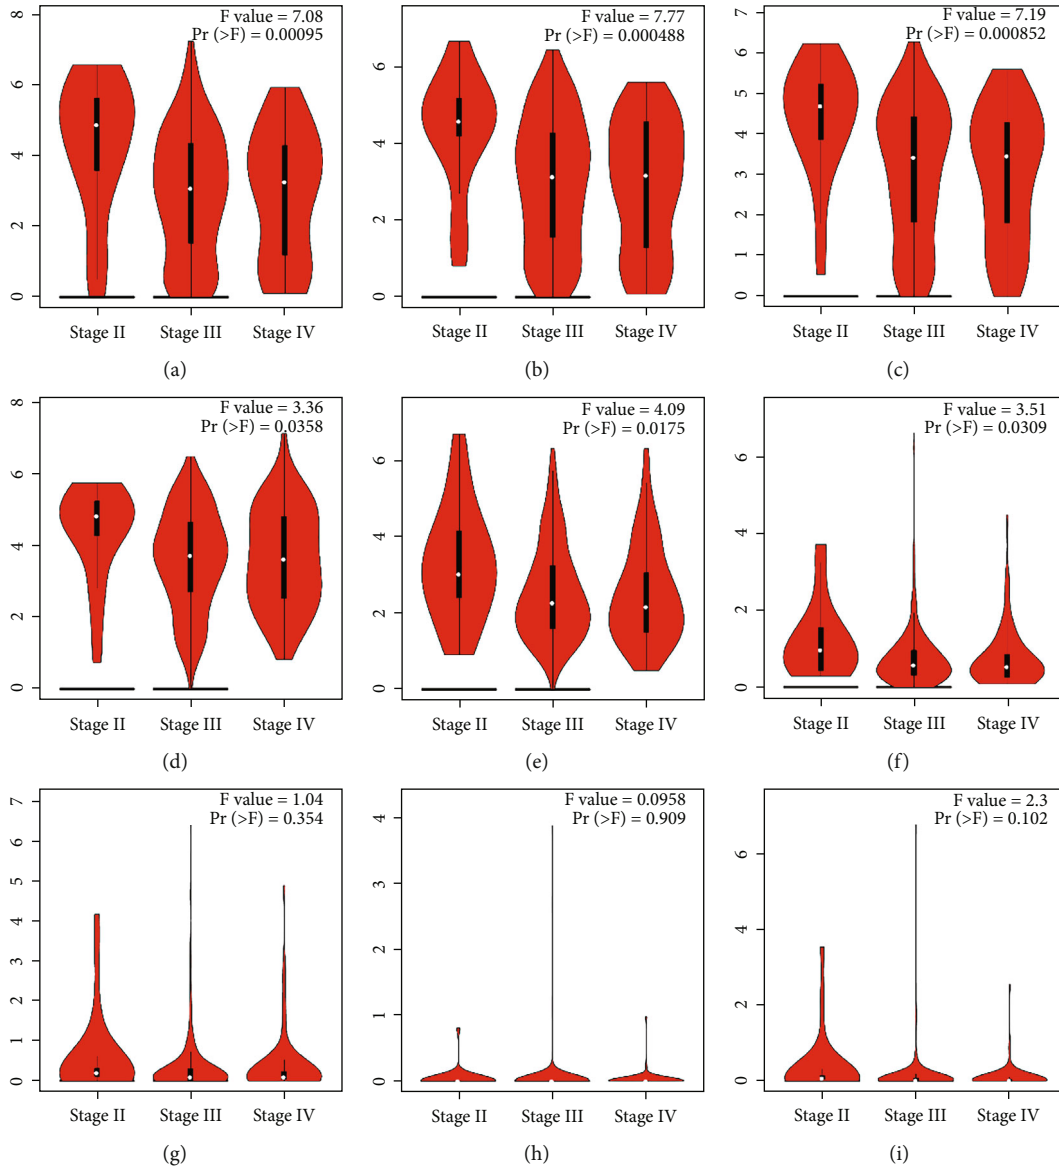 F value = 7.08
Pr (>F) = 0.00095
8
6
4
2
0
Stage II Stage III Stage IV
(a)
F value = 7.77
Pr (>F) = 0.000488
6
4
2
0
Stage II Stage III Stage IV
(b)
F value = 7.19
Pr (>F) = 0.000852
7
6
5
4
3
2
1
0
Stage II Stage III Stage IV
(c)
F value = 3.36
Pr (>F) = 0.0358
8
6
4
2
0
Stage II Stage III Stage IV
(d)
F value = 4.09
Pr (>F) = 0.0175
6
4
2
0
Stage II Stage III Stage IV
(e)
F value = 3.51
Pr (>F) = 0.0309
6
4
2
0
Stage II Stage III Stage IV
(f)
F value = 1.04
Pr (>F) = 0.354
7
6
5
4
3
2
1
0
Stage II Stage III Stage IV
(g)
F value = 0.0958
Pr (>F) = 0.909
4
3
2
1
0
Stage II Stage III Stage IV
(h)
F value = 2.3
Pr (>F) = 0.102
6
4
2
0
Stage II Stage III Stage IV
(i)